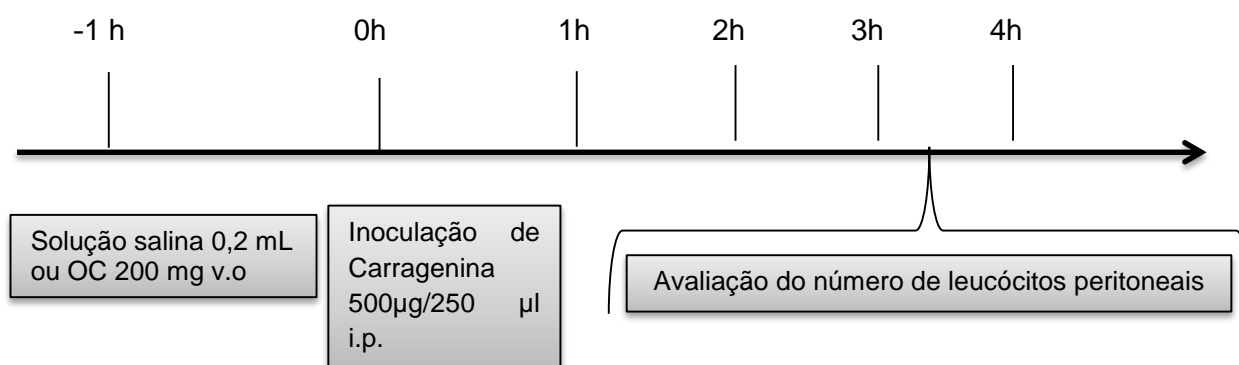 -1 h 0h 1h 2h 3h 4h
Solução salina 0,2 mL
ou OC 200 mg v.o
Inoculação de
Carragenina
500µg/250 µl
i.p.
Avaliação do número de leucócitos peritoneais